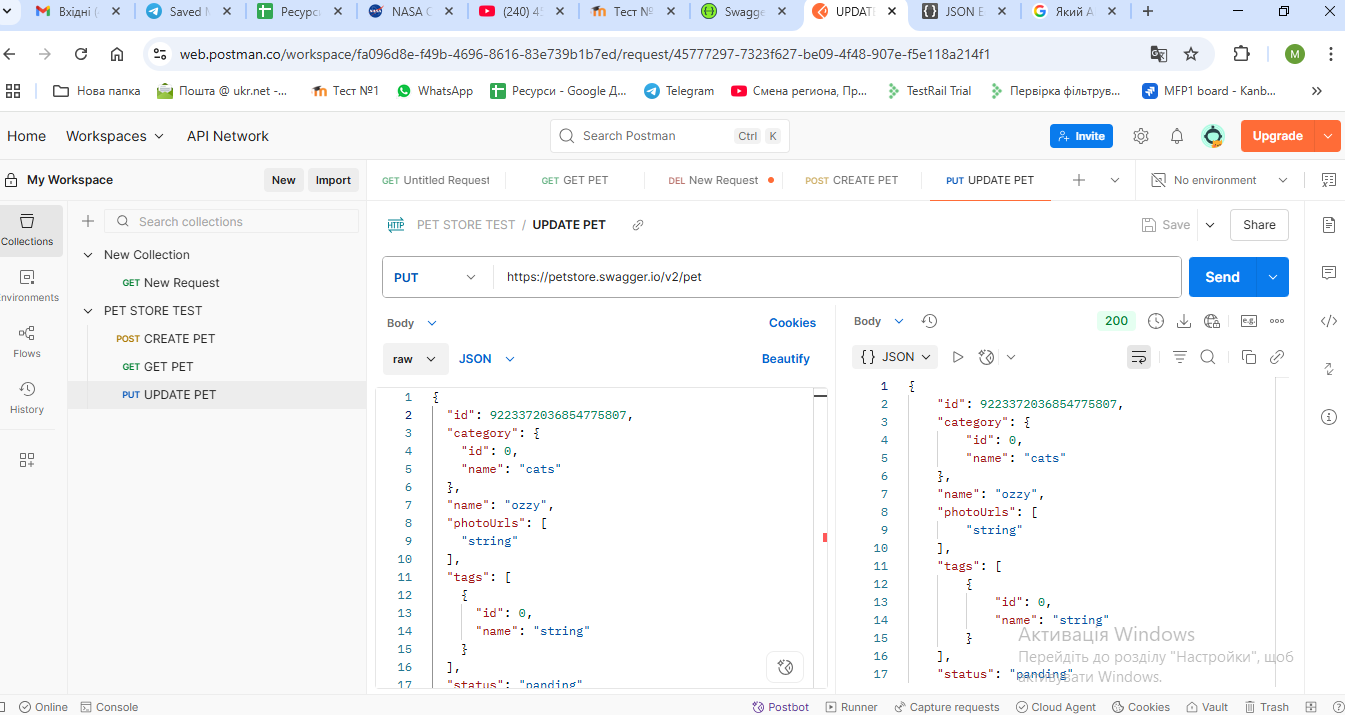 Вхідні (
Saved M
Ресурс
NASA C
(240) 45
Тест №
Swagge
UPDATE
JSON E
Який A
web.postman.co/workspace/fa096d8e-f49b-4696-8616-83e739b1b7ed/request/45777297-7323f627-be09-4f48-907e-f5e118a214f1
M
Нова папка
Пошта @ ukr.net -...
Тест №1
WhatsApp
Ресурси - Google Д...
Telegram
Смена региона, Пр...
TestRail Trial
Первірка фільтрув...
MFP1 board - Kanb...
Home Workspaces API Network
Search Postman Ctrl K
Invite
Upgrade
My Workspace New Import
GET Untitled Request
GET GET PET
DEL New Request
POST CREATE PET
PUT UPDATE PET
No environment
Collections
nvironments
Flows
History
Search collections
New Collection
GET New Request
PET STORE TEST
POST CREATE PET
GET GET PET
PUT UPDATE PET
HTTP PET STORE TEST / UPDATE PET
Save Share
PUT https://petstore.swagger.io/v2/pet Send
Body Cookies
raw JSON Beautify
1 {
2 "id": 9223372036854775807,
3 "category": {
4 "id": 0,
5 "name": "cats"
6 },
7 "name": "ozzy",
8 "photoUrls": [
9 "string"
10 ],
11 "tags": [
12 {
13 "id": 0,
14 "name": "string"
15 }
16 ],
17 "status": "panding"
Body 200 e.g.
{} JSON
1 {
2 "id": 9223372036854775807,
3 "category": {
4 "id": 0,
5 "name": "cats"
6 },
7 "name": "ozzy",
8 "photoUrls": [
9 "string"
10 ],
11 "tags": [
12 {
13 "id": 0,
14 "name": "string"
15 }
16 ],
17 "status": "panding"
Активація Windows
Перейдіть до розділу "Настройки", щоб
активувати Windows.
Online Console Postbot Runner Capture requests Cloud Agent Cookies Vault Trash